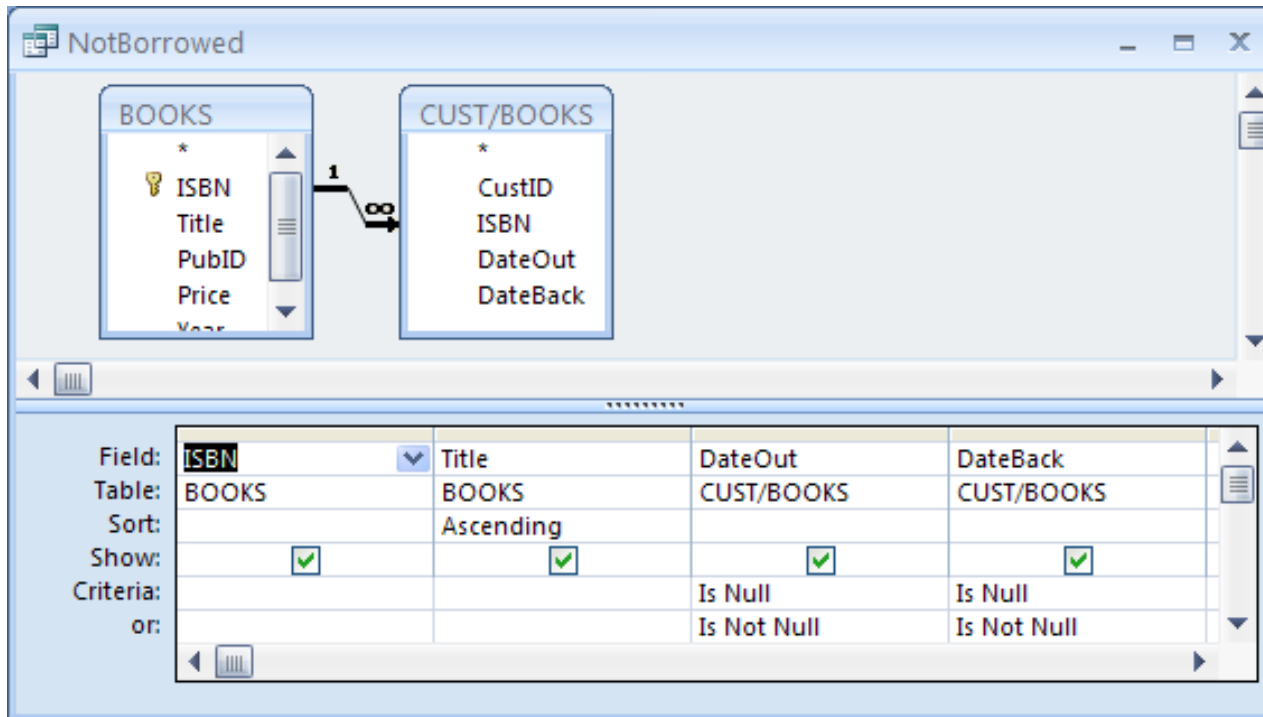 NotBorrowed
BOOKS
*
ISBN
Title
PubID
Price
Year
1
∞
CUST/BOOKS
*
CustID
ISBN
DateOut
DateBack
Field: ISBN Title DateOut DateBack
Table: BOOKS BOOKS CUST/BOOKS CUST/BOOKS
Sort: Ascending
Show:
Criteria: Is Null Is Null
or: Is Not Null Is Not Null